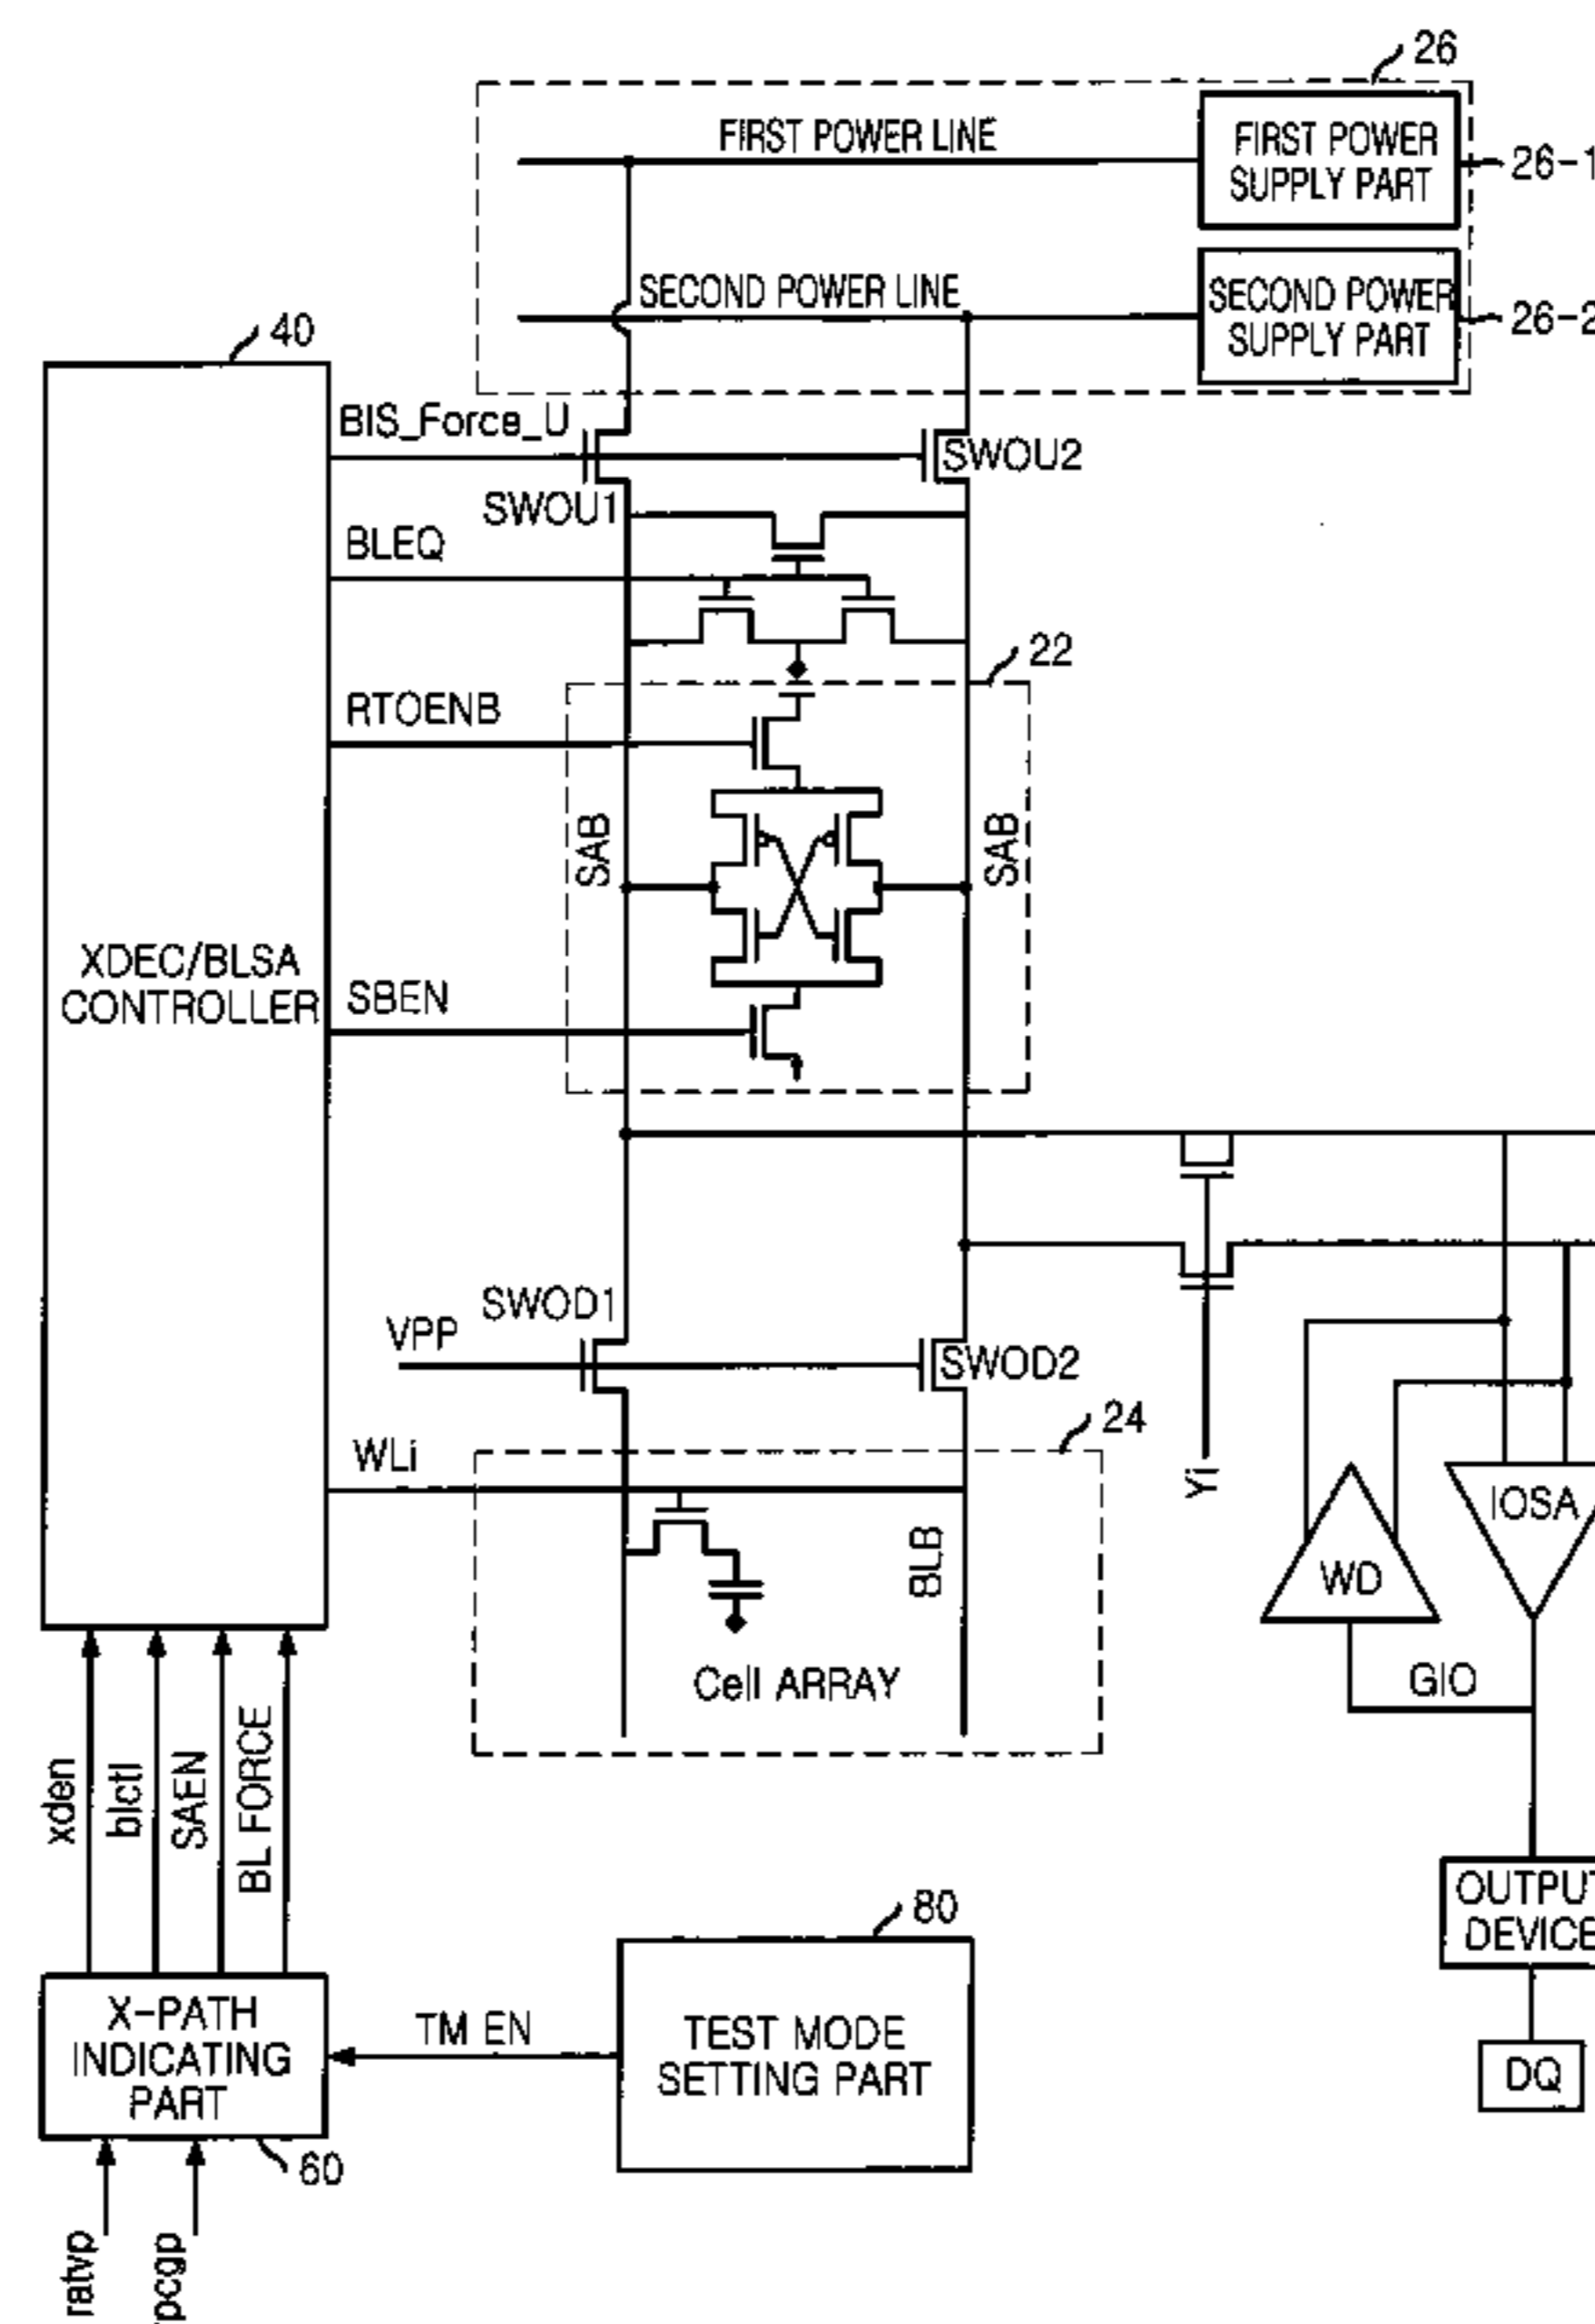 26
FIRST POWER LINE
FIRST POWER
SUPPLY PART
26-1
SECOND POWER LINE
SECOND POWER
SUPPLY PART
26-2
40
BIS_Force_U
SWOU1
SWOU2
BLEQ
22
RTOENB
SAB
SAB
XDEC/BLSA
CONTROLLER
SBEN
SWOD1
VPP
SWOD2
24
WLi
BLB
Yi
IOSA
WD
Cell ARRAY
GIO
xden
blctl
SAEN
BL FORCE
80
OUTPUT
DEVICE
X-PATH
INDICATING
PART
TM EN
TEST MODE
SETTING PART
DQ
60
ratvp
pcgp